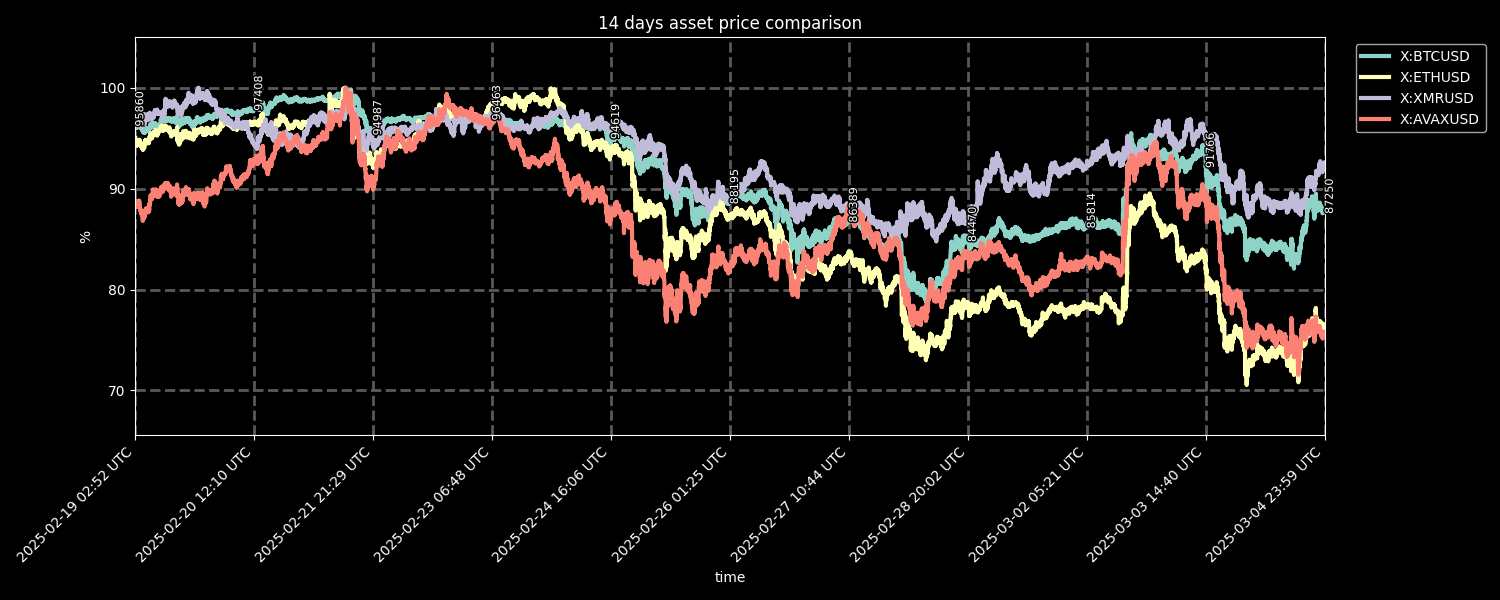 14 days asset price comparison
X:BTCUSD
X:ETHUSD
X:XMRUSD
X:AVAXUSD
100
90
80
70
%
95860
97408
94987
96463
94619
88195
86389
84470
85814
91766
87250
2025-02-19 02:52 UTC
2025-02-20 12:10 UTC
2025-02-21 21:29 UTC
2025-02-23 06:48 UTC
2025-02-24 16:06 UTC
2025-02-26 01:25 UTC
2025-02-27 10:44 UTC
2025-02-28 20:02 UTC
2025-03-02 05:21 UTC
2025-03-03 14:40 UTC
2025-03-04 23:59 UTC
time